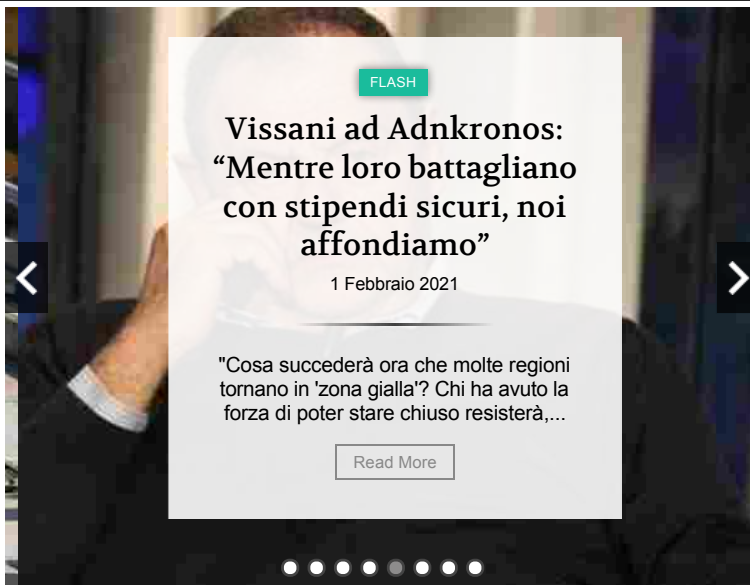 FLASH
Vissani ad Adnkronos:
“Mentre loro battagliano
con stipendi sicuri, noi
affondiamo”
1 Febbraio 2021
"Cosa succederà ora che molte regioni
tornano in 'zona gialla'? Chi ha avuto la
forza di poter stare chiuso resisterà,...
Read More